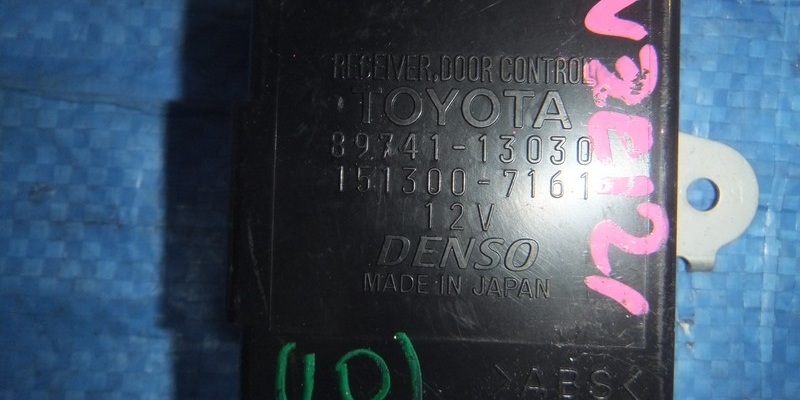 RECEIVER,DOOR CONTROL
TOYOTA
89741-13030
151300-7161
12V
DENSO
MADE IN JAPAN
>ABS<